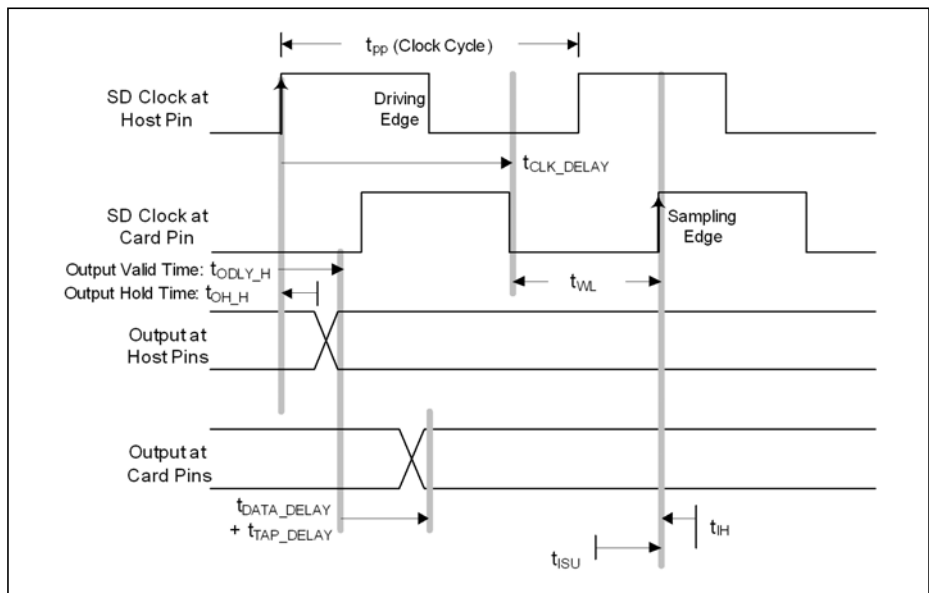 tpp (Clock Cycle)
SD Clock at
Host Pin
Driving
Edge
tCLK_DELAY
SD Clock at
Card Pin
Sampling
Edge
Output Valid Time: tODLY_H
Output Hold Time: tOH_H
tWL
Output at
Host Pins
Output at
Card Pins
tDATA_DELAY
+ tTAP_DELAY
tIH
tISU